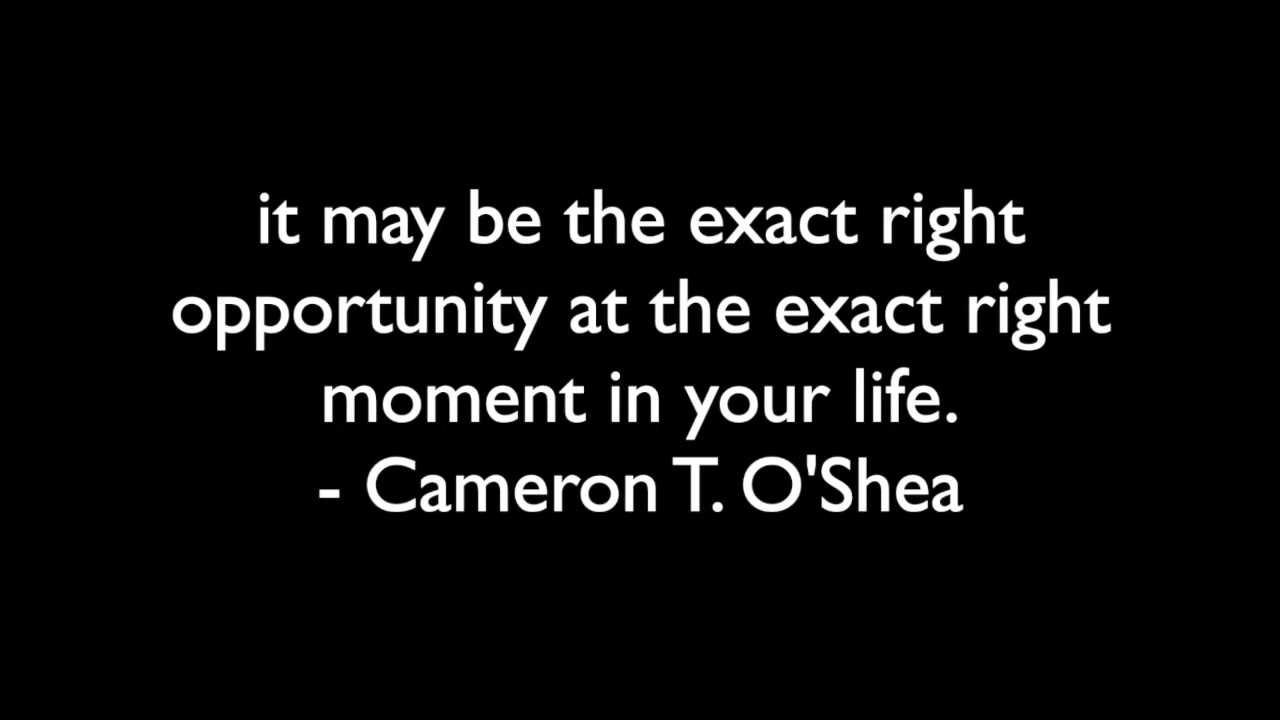 it may be the exact right
opportunity at the exact right
moment in your life.
- Cameron T. O'Shea